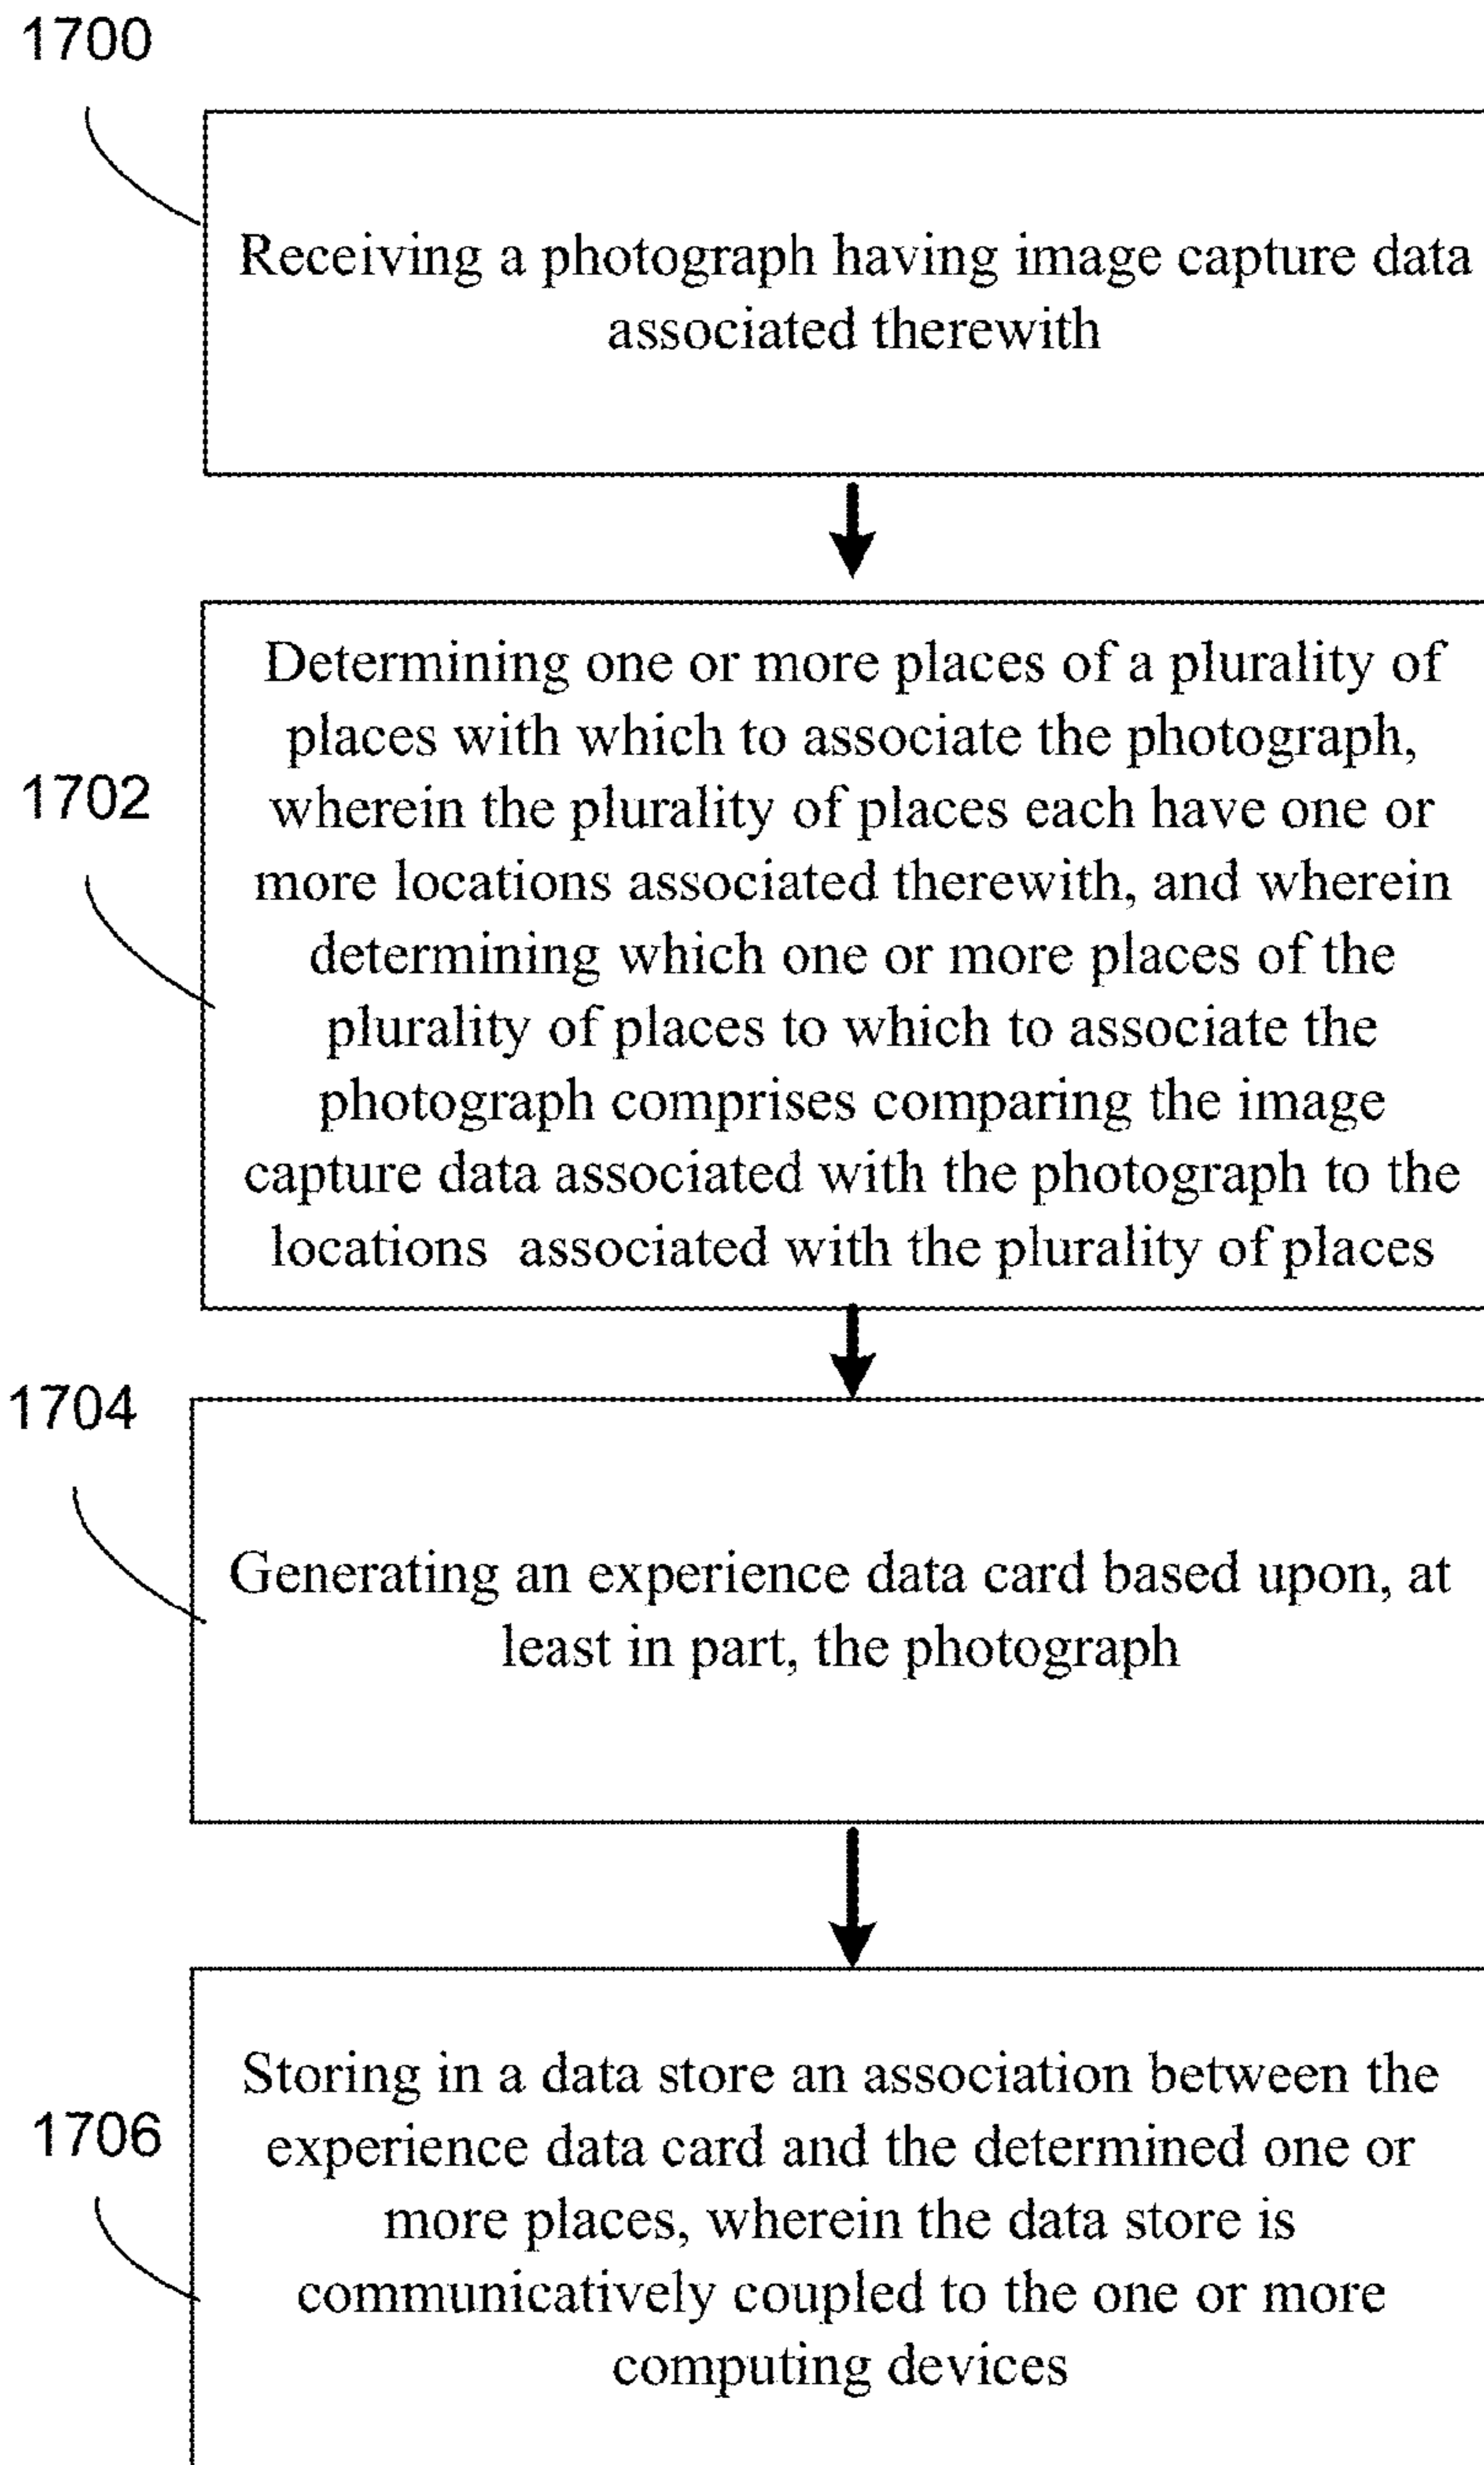 1700
Receiving a photograph having image capture data
associated therewith
1702
Determining one or more places of a plurality of
places with which to associate the photograph,
wherein the plurality of places each have one or
more locations associated therewith, and wherein
determining which one or more places of the
plurality of places to which to associate the
photograph comprises comparing the image
capture data associated with the photograph to the
locations associated with the plurality of places
1704
Generating an experience data card based upon, at
least in part, the photograph
1706
Storing in a data store an association between the
experience data card and the determined one or
more places, wherein the data store is
communicatively coupled to the one or more
computing devices